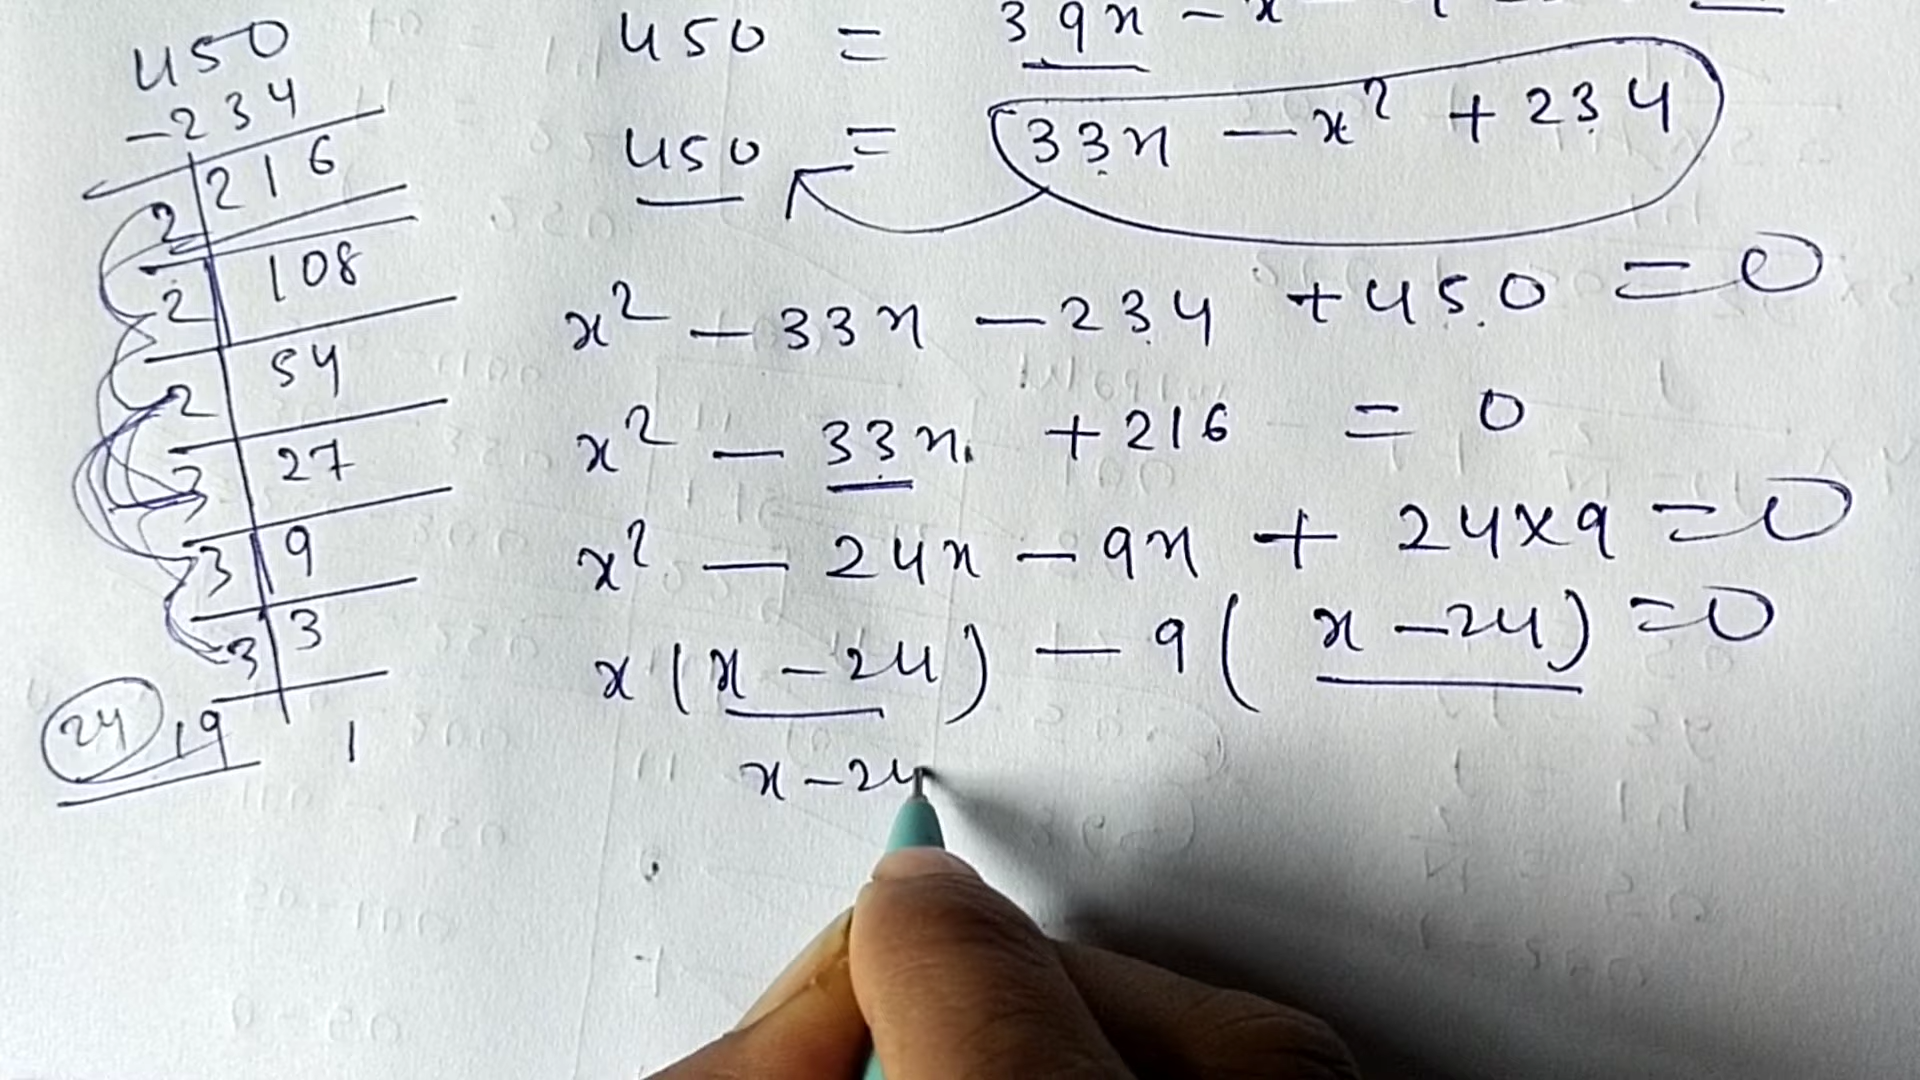 450
-234
2 216
2 108
2 54
3 27
3 9
3 3
1
24 19
450 = 39x - x
450 = 33x - x² + 234
x² - 33x - 234 + 450 = 0
x² - 33x + 216 = 0
x² - 24x - 9x + 24×9 = 0
x(x - 24) - 9(x - 24) = 0
x - 24